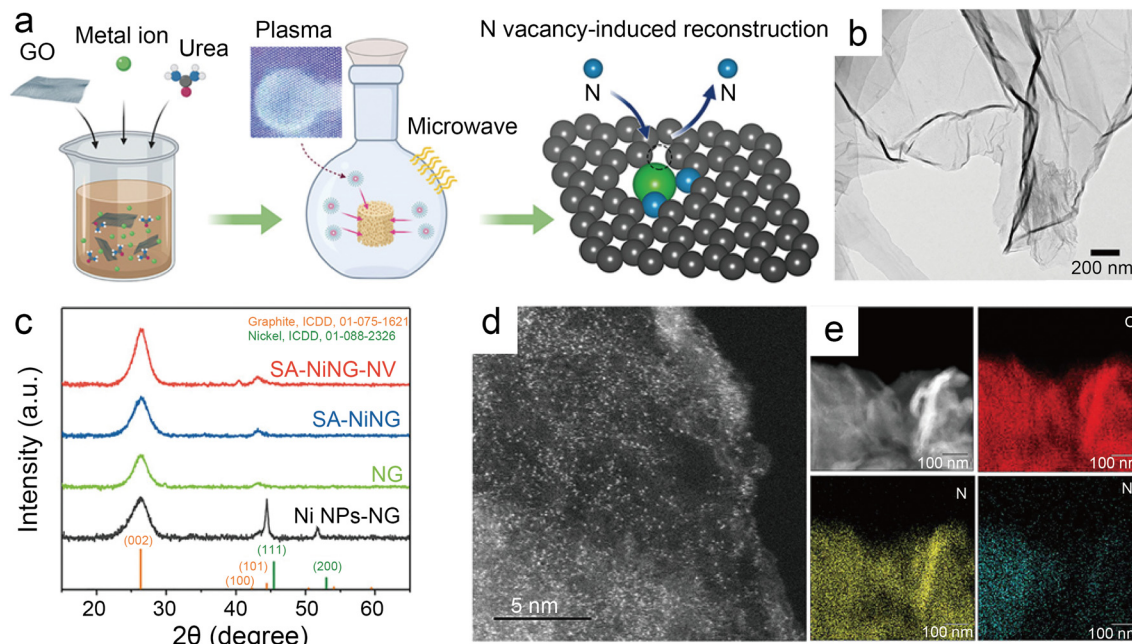 a
GO
Metal ion
Urea
Plasma
Microwave
N vacancy-induced reconstruction
N
N
b
200 nm
c
Intensity (a.u.)
Graphite, ICDD, 01-075-1621
Nickel, ICDD, 01-088-2326
SA-NiNG-NV
SA-NiNG
NG
Ni NPs-NG
(002)
(100)
(101)
(111)
(200)
20 30 40 50 60
2θ (degree)
d
5 nm
e
100 nm
100 nm
N
100 nm
100 nm